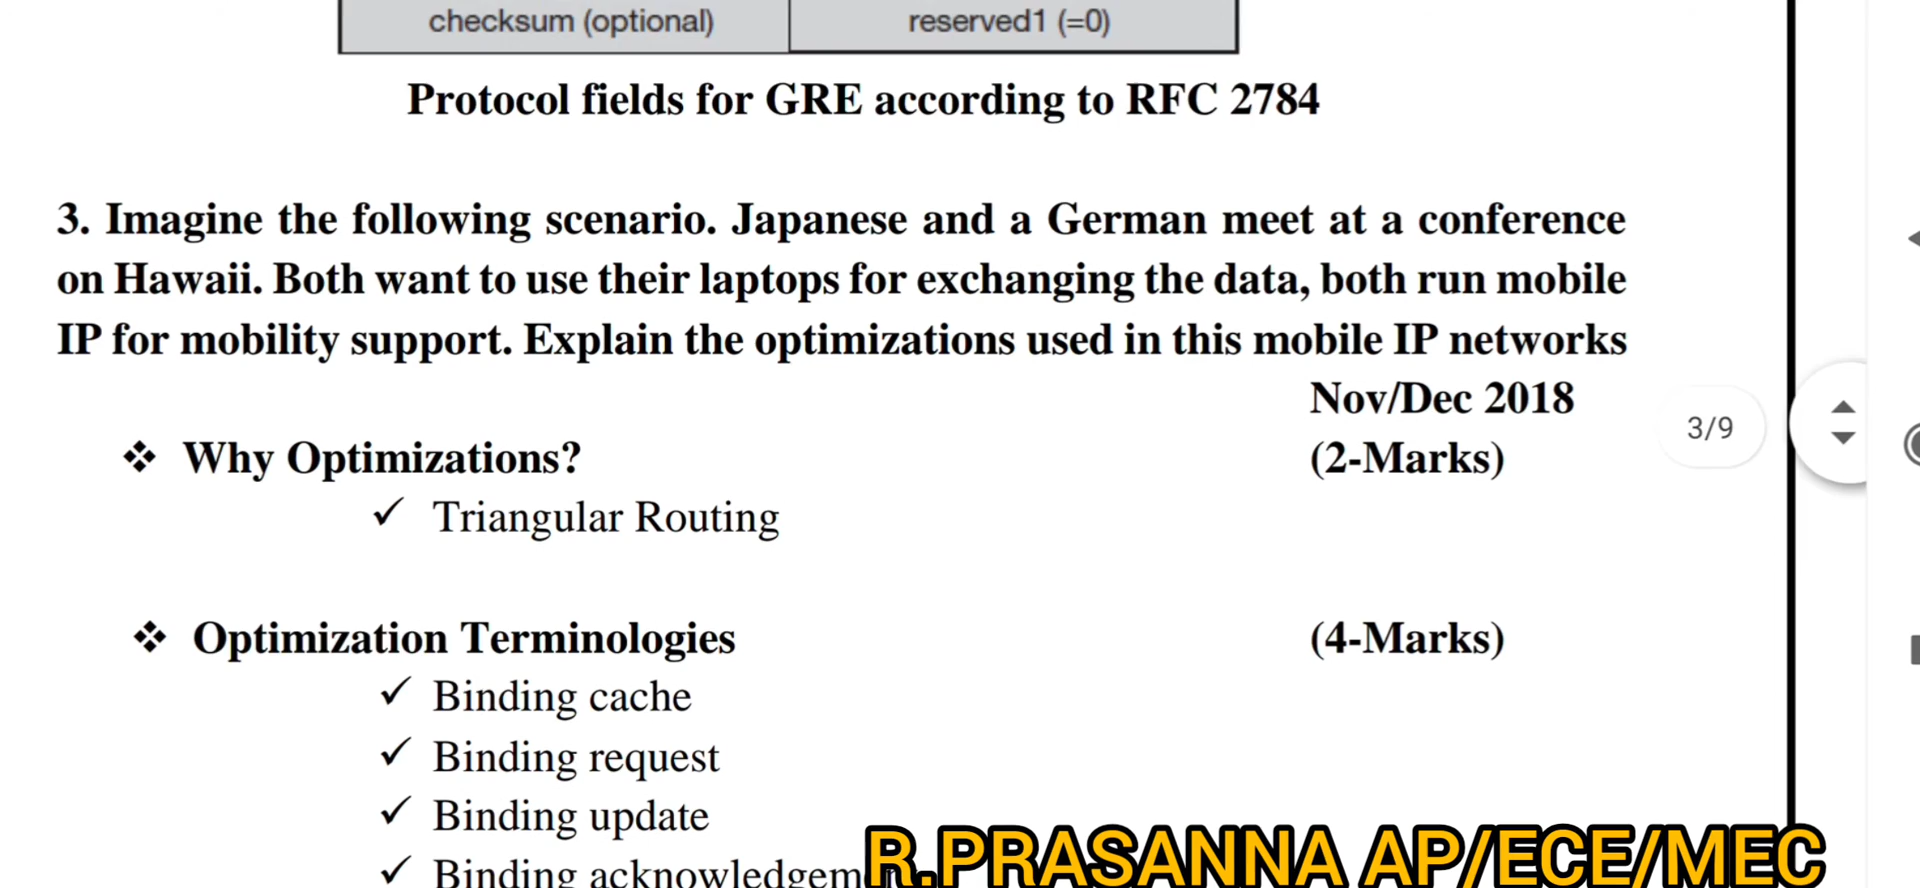 checksum (optional) reserved1 (=0)
Protocol fields for GRE according to RFC 2784
3. Imagine the following scenario. Japanese and a German meet at a conference
on Hawaii. Both want to use their laptops for exchanging the data, both run mobile
IP for mobility support. Explain the optimizations used in this mobile IP networks
Nov/Dec 2018
3/9
❖ Why Optimizations? (2-Marks)
✓ Triangular Routing
❖ Optimization Terminologies (4-Marks)
✓ Binding cache
✓ Binding request
✓ Binding update
✓ Binding acknowledgem
R.PRASANNA AP/ECE/MEC